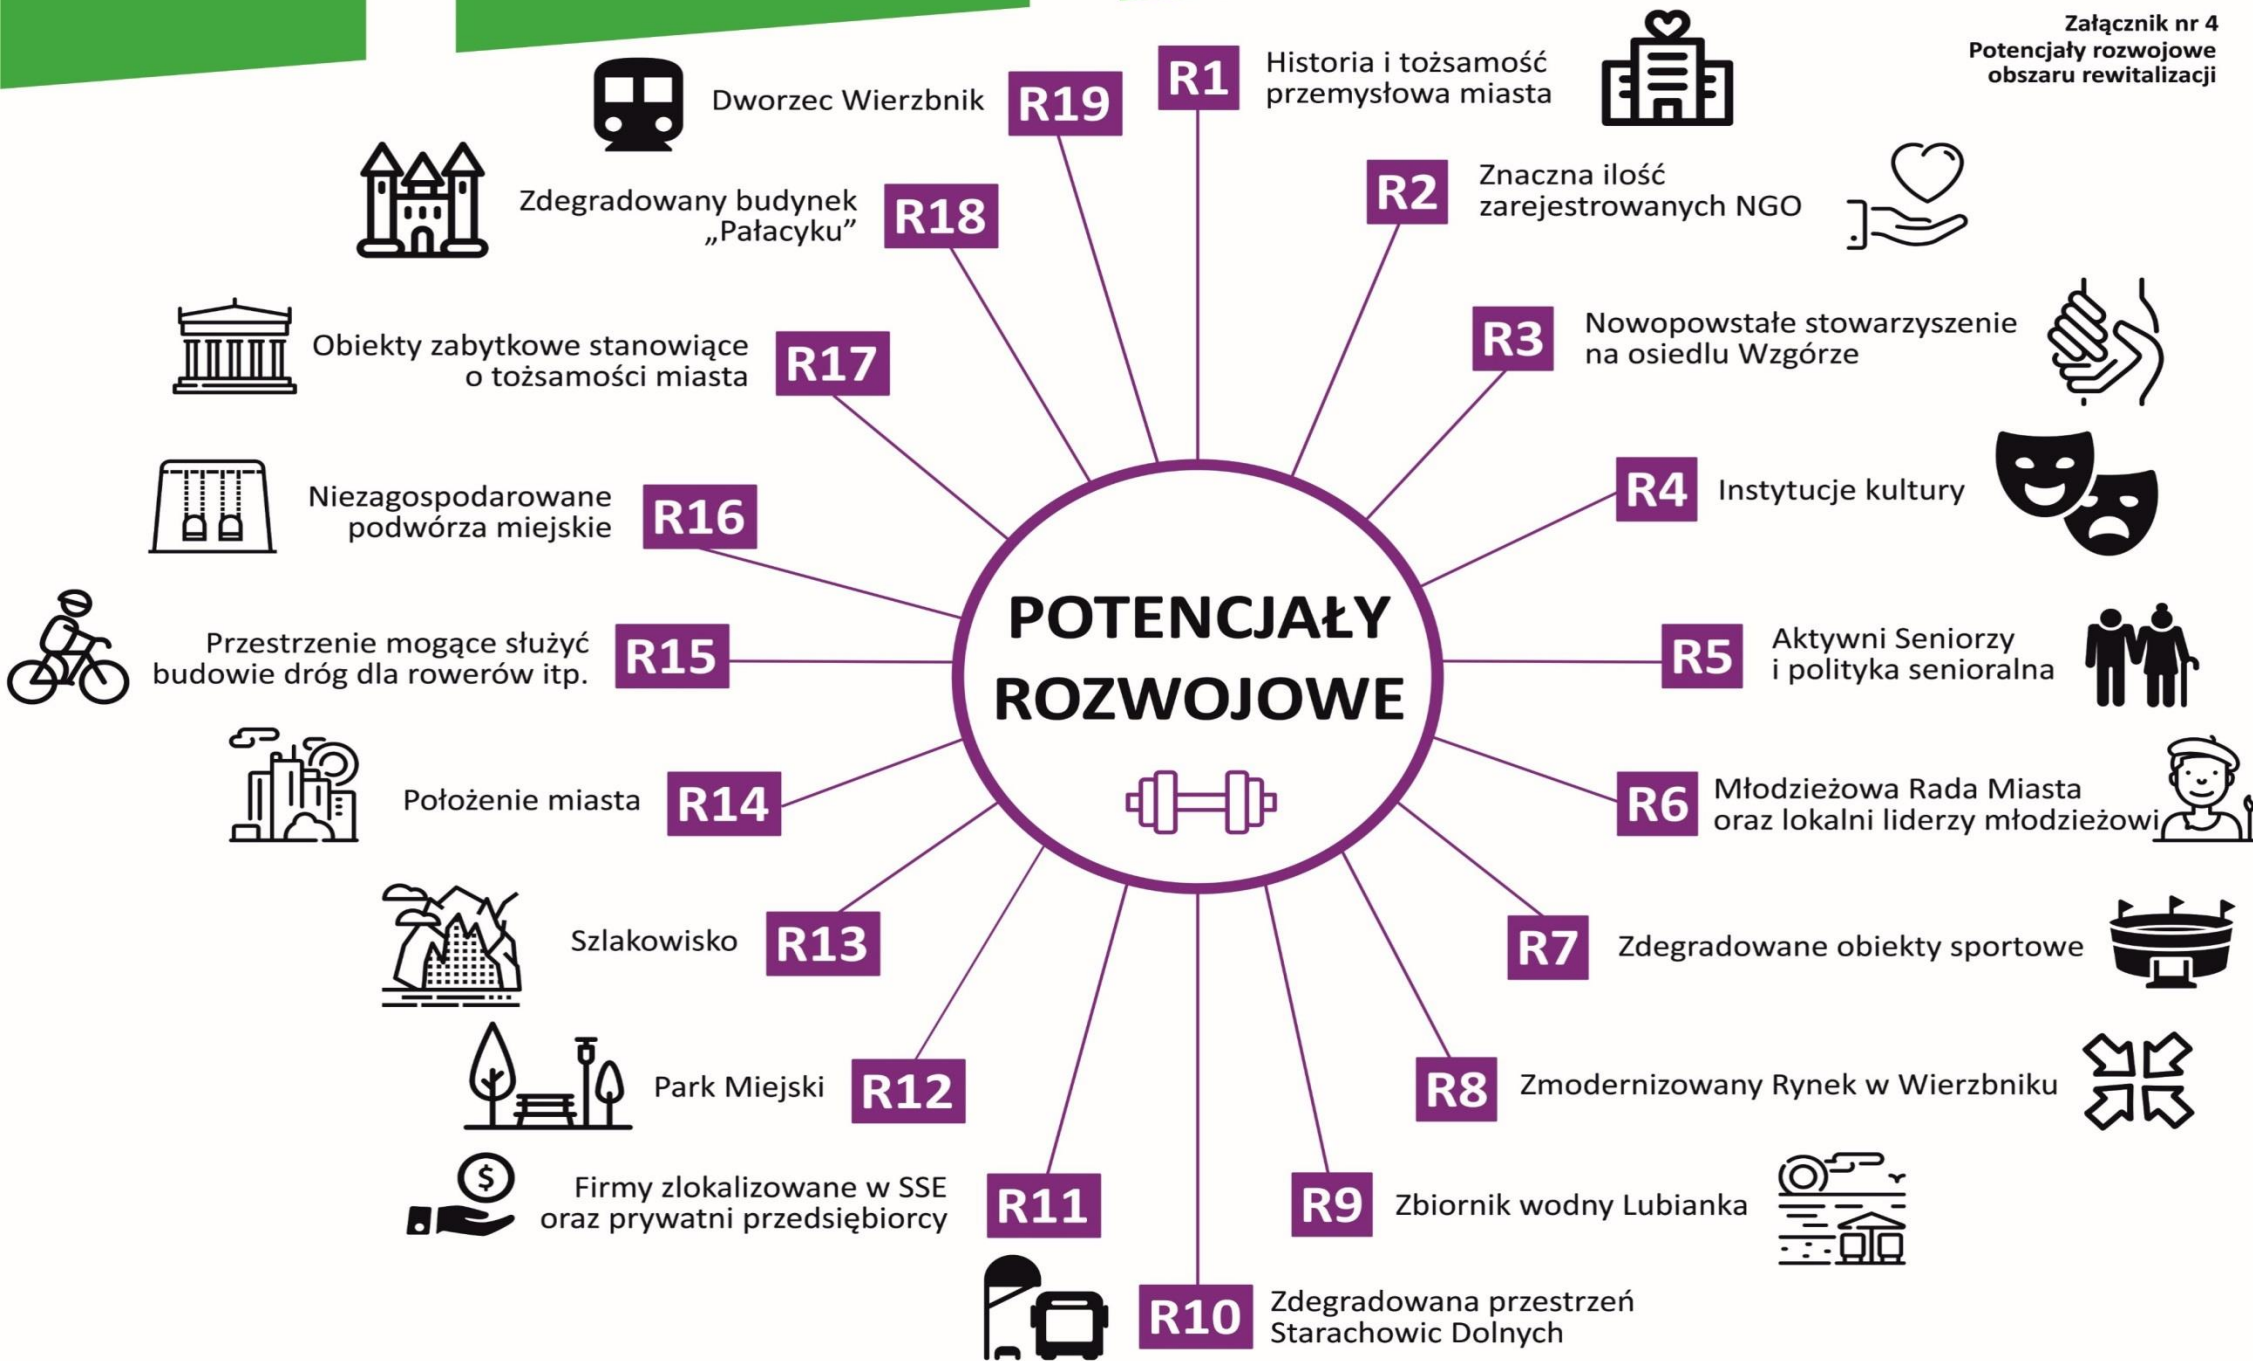 Załącznik nr 4
Potencjały rozwojowe
obszaru rewitalizacji
POTENCJAŁY
ROZWOJOWE
R1
Historia i tożsamość
przemysłowa miasta
R2
Znaczna ilość
zarejestrowanych NGO
R3
Nowopowstałe stowarzyszenie
na osiedlu Wzgórze
R4
Instytucje kultury
R5
Aktywni Seniorzy
i polityka senioralna
R6
Młodzieżowa Rada Miasta
oraz lokalni liderzy młodzieżowi
R7
Zdegradowane obiekty sportowe
R8
Zmodernizowany Rynek w Wierzbniku
R9
Zbiornik wodny Lubianka
R10
Zdegradowana przestrzeń
Starachowic Dolnych
R11
Firmy zlokalizowane w SSE
oraz prywatni przedsiębiorcy
$
R12
Park Miejski
R13
Szlakowisko
R14
Położenie miasta
R15
Przestrzenie mogące służyć
budowie dróg dla rowerów itp.
R16
Niezagospodarowane
podwórza miejskie
R17
Obiekty zabytkowe stanowiące
o tożsamości miasta
R18
Zdegradowany budynek
„Pałacyku”
R19
Dworzec Wierzbnik